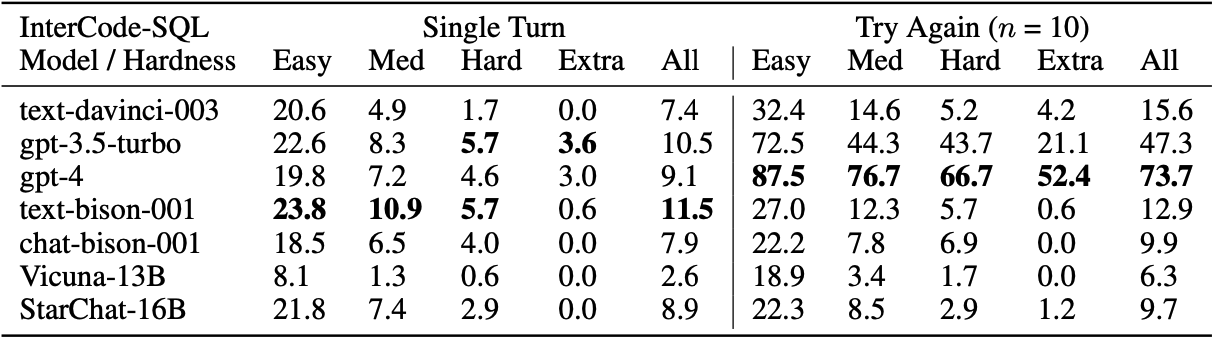 InterCode-SQL Single Turn Try Again (n = 10)
Model / Hardness Easy Med Hard Extra All Easy Med Hard Extra All
text-davinci-003 20.6 4.9 1.7 0.0 7.4 32.4 14.6 5.2 4.2 15.6
gpt-3.5-turbo 22.6 8.3 5.7 3.6 10.5 72.5 44.3 43.7 21.1 47.3
gpt-4 19.8 7.2 4.6 3.0 9.1 87.5 76.7 66.7 52.4 73.7
text-bison-001 23.8 10.9 5.7 0.6 11.5 27.0 12.3 5.7 0.6 12.9
chat-bison-001 18.5 6.5 4.0 0.0 7.9 22.2 7.8 6.9 0.0 9.9
Vicuna-13B 8.1 1.3 0.6 0.0 2.6 18.9 3.4 1.7 0.0 6.3
StarChat-16B 21.8 7.4 2.9 0.0 8.9 22.3 8.5 2.9 1.2 9.7